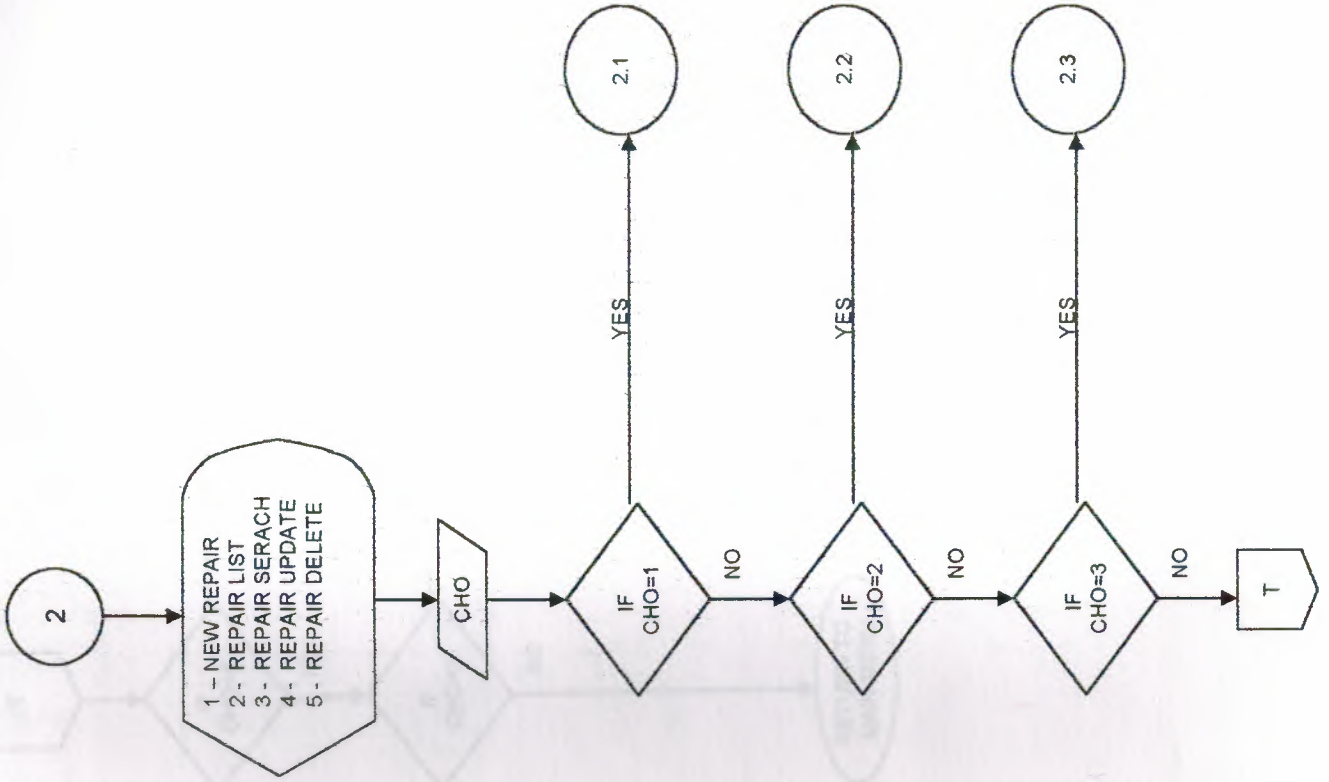 2
1 – NEW REPAIR
2 - REPAIR LIST
3 - REPAIR SERACH
4 - REPAIR UPDATE
5 - REPAIR DELETE
CHO
IF
CHO=1
YES
2.1
NO
IF
CHO=2
YES
2.2
NO
IF
CHO=3
YES
2.3
NO
T